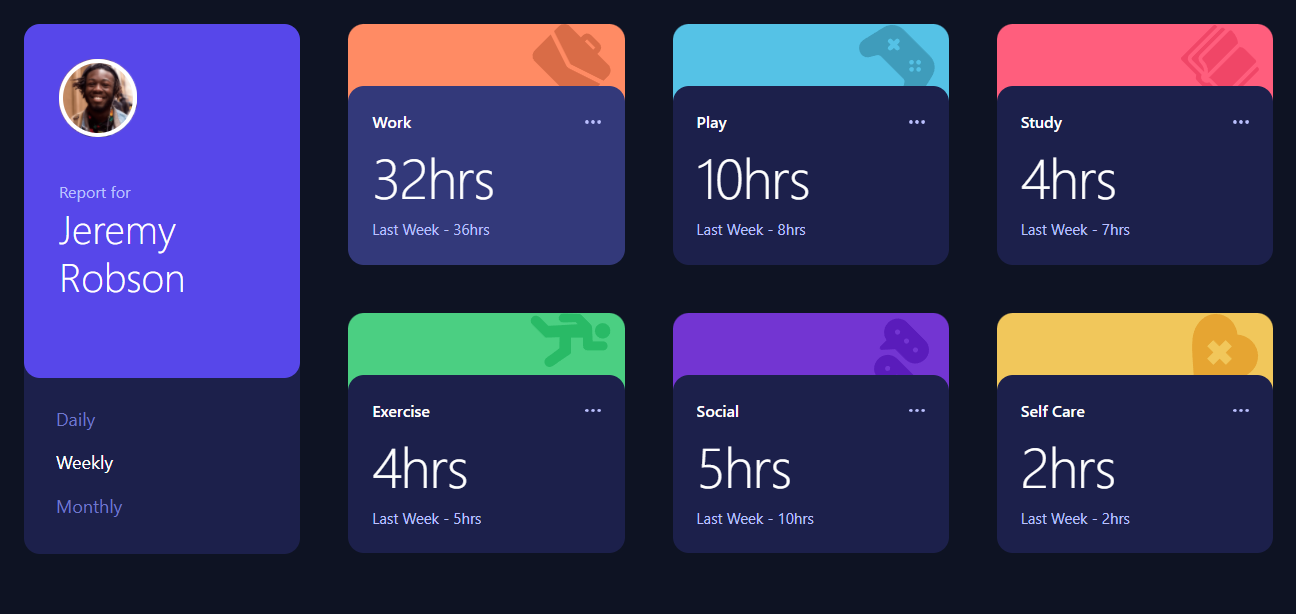 Report for
Jeremy
Robson
Daily
Weekly
Monthly
Work
32hrs
Last Week - 36hrs
Play
10hrs
Last Week - 8hrs
Study
4hrs
Last Week - 7hrs
Exercise
4hrs
Last Week - 5hrs
Social
5hrs
Last Week - 10hrs
Self Care
2hrs
Last Week - 2hrs